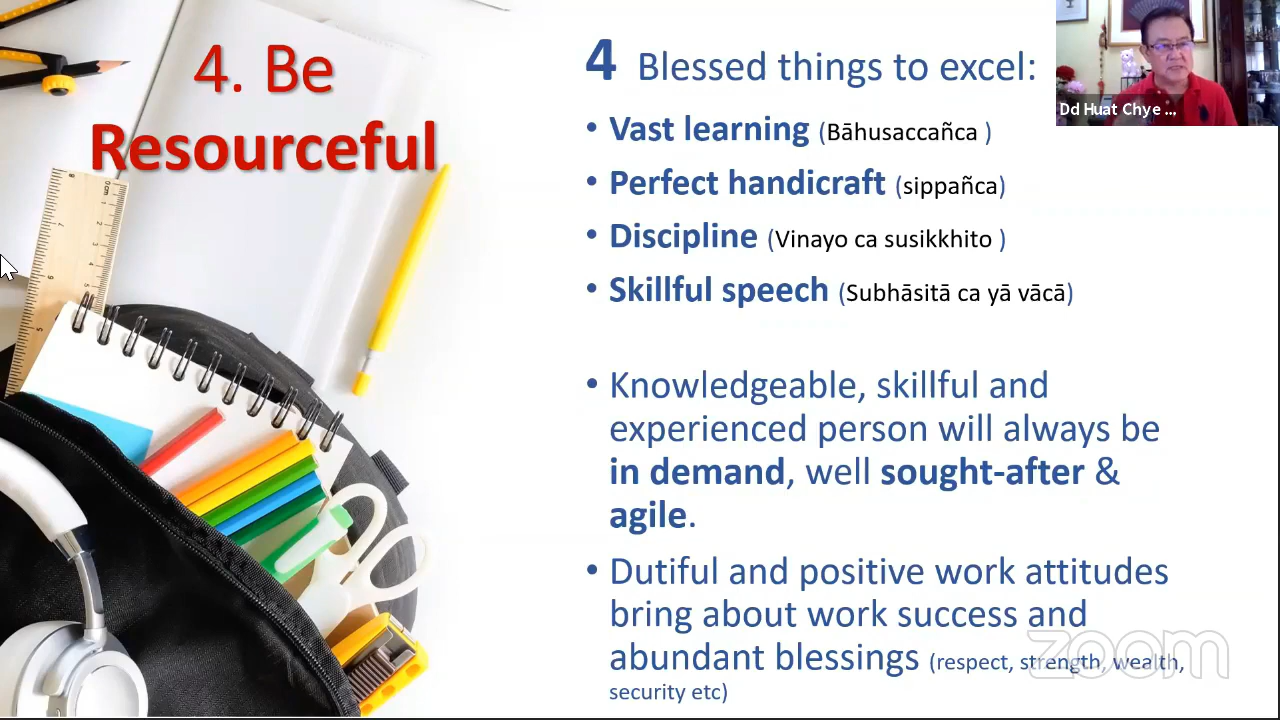 4. Be
Resourceful
4 Blessed things to excel:
• Vast learning (Bāhusaccañca )
• Perfect handicraft (sippañca)
• Discipline (Vinayo ca susikkhito )
• Skillful speech (Subhāsitā ca yā vācā)
• Knowledgeable, skillful and
experienced person will always be
in demand, well sought-after &
agile.
• Dutiful and positive work attitudes
bring about work success and
abundant blessings (respect, strength, wealth,
security etc)
Dd Huat Chye ...
zoom